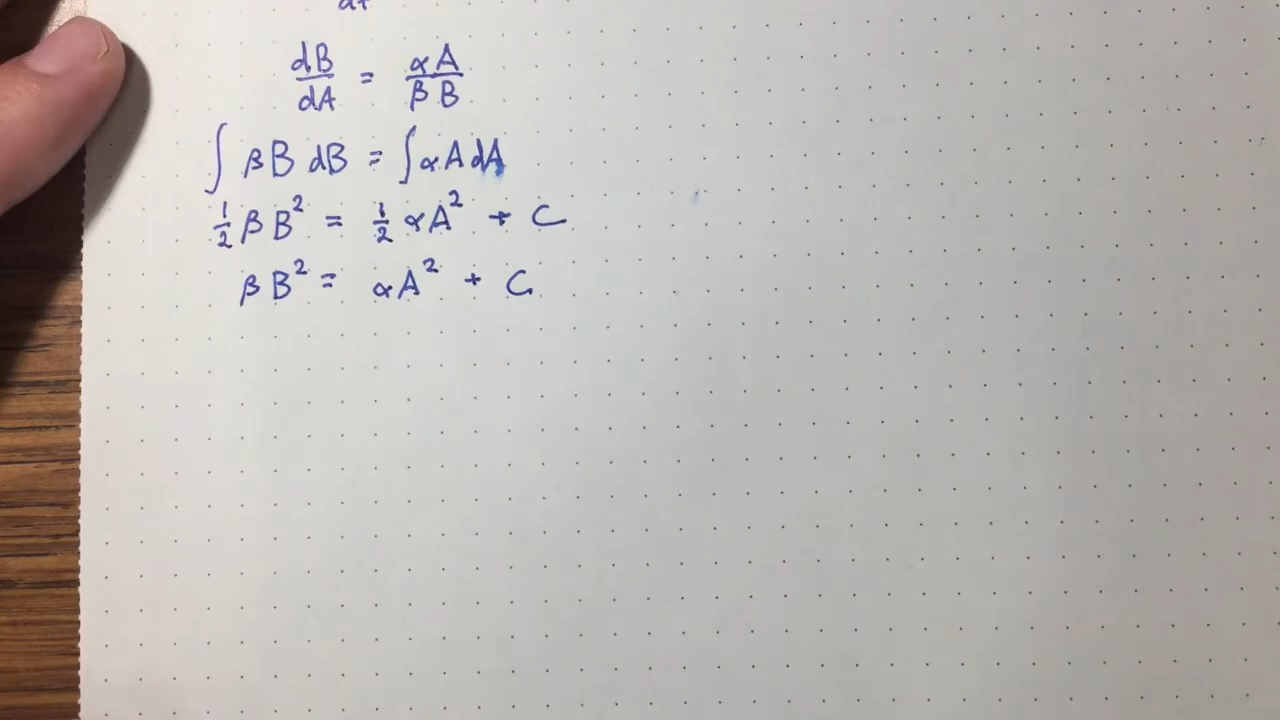 dB/dA = αA/βB
∫ βB dB = ∫ αA dA
½ βB² = ½ αA² + C
βB² = αA² + C